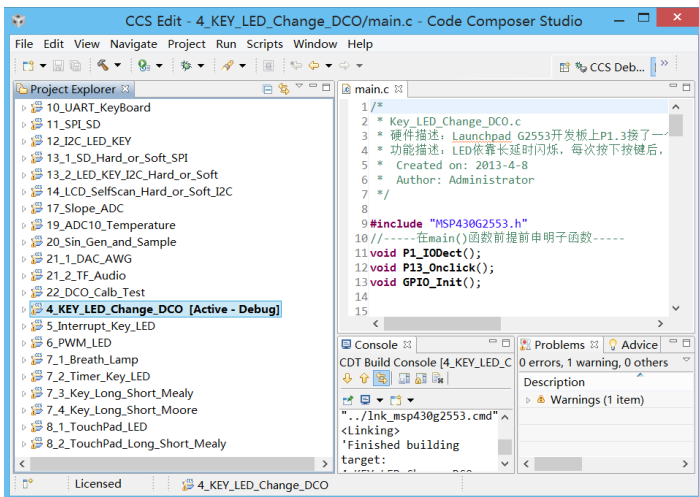 CCS Edit - 4_KEY_LED_Change_DCO/main.c - Code Composer Studio
File Edit View Navigate Project Run Scripts Window Help
CCS Deb...
Project Explorer
10_UART_KeyBoard
11_SPI_SD
12_I2C_LED_KEY
13_1_SD_Hard_or_Soft_SPI
13_2_LED_KEY_I2C_Hard_or_Soft
14_LCD_SelfScan_Hard_or_Soft_I2C
17_Slope_ADC
19_ADC10_Temperature
20_Sin_Gen_and_Sample
21_1_DAC_AWG
21_2_TF_Audio
22_DCO_Calb_Test
4_KEY_LED_Change_DCO [Active - Debug]
5_Interrupt_Key_LED
6_PWM_LED
7_1_Breath_Lamp
7_2_Timer_Key_LED
7_3_Key_Long_Short_Mealy
7_4_Key_Long_Short_Moore
8_1_TouchPad_LED
8_2_TouchPad_Long_Short_Mealy
main.c
1 /*
2 * Key_LED_Change_DCO.c
3 * 硬件描述：Launchpad G2553开发板上P1.3接了一
4 * 功能描述：LED依靠长延时闪烁，每次按下按键后，
5 * Created on: 2013-4-8
6 * Author: Administrator
7 */
8
9 #include "MSP430G2553.h"
10 //-----在main()函数前提前申明子函数-----
11 void P1_IODect();
12 void P13_Onclick();
13 void GPIO_Init();
14
15
Console
CDT Build Console [4_KEY_LED_C
"../lnk_msp430g2553.cmd"
<Linking>
'Finished building
target:
Problems Advice
0 errors, 1 warning, 0 others
Description
Warnings (1 item)
Licensed
4_KEY_LED_Change_DCO